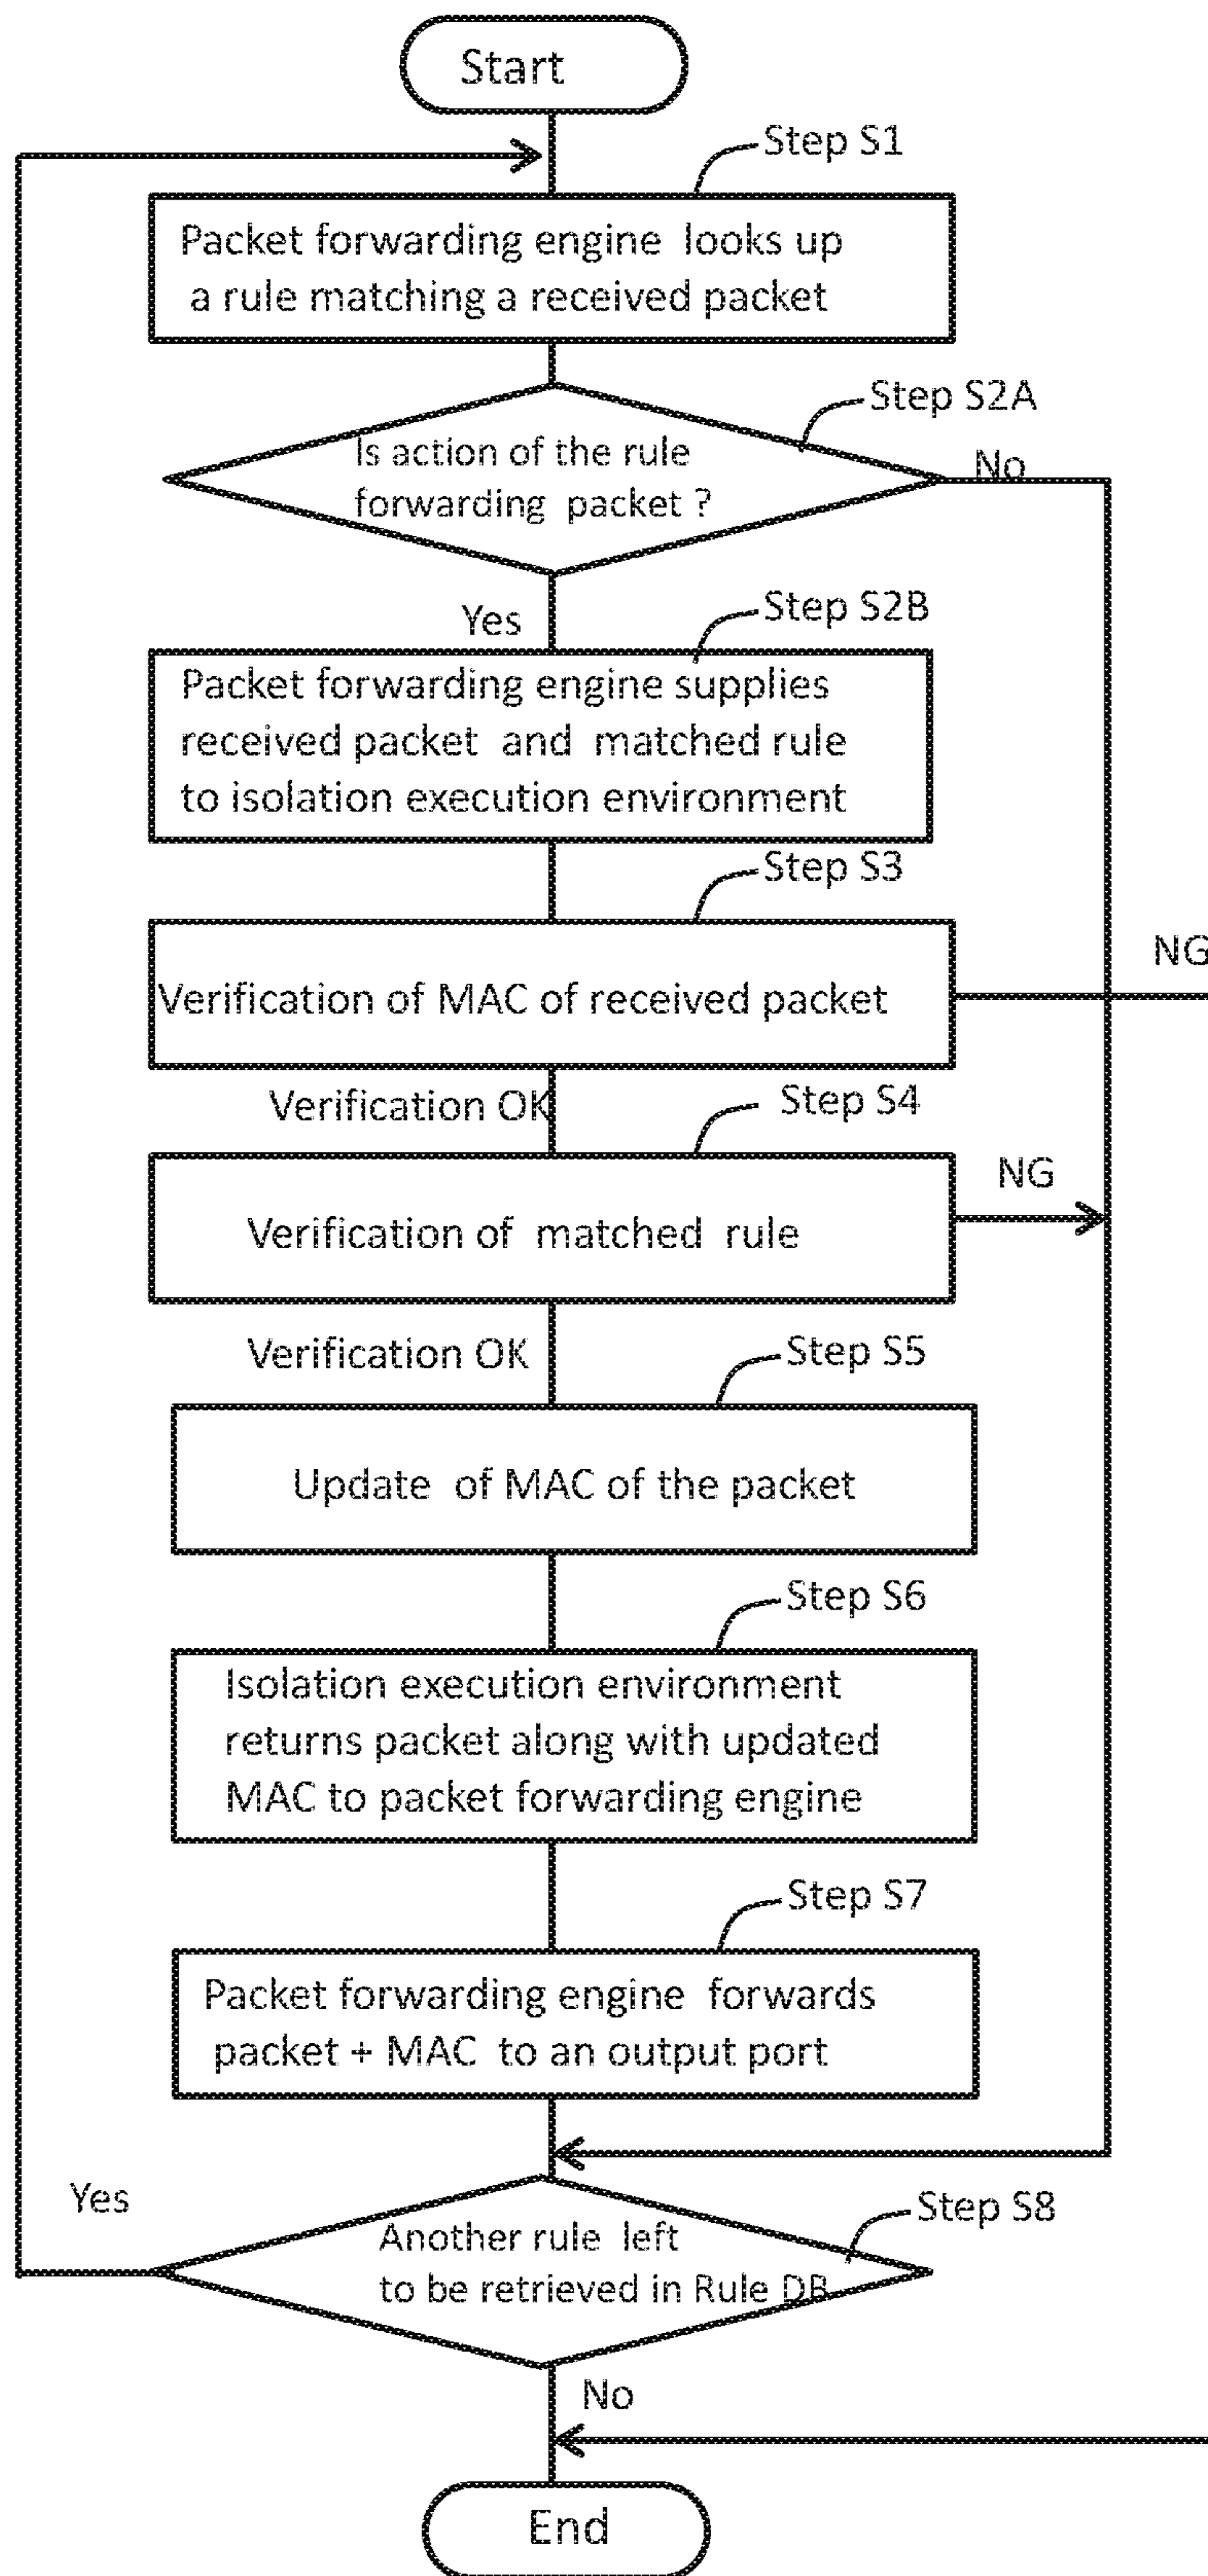 Start
Step S1
Packet forwarding engine looks up
a rule matching a received packet
Step S2A
Is action of the rule
forwarding packet ?
No
Yes
Step S2B
Packet forwarding engine supplies
received packet and matched rule
to isolation execution environment
Step S3
Verification of MAC of received packet
NG
Verification OK
Step S4
Verification of matched rule
NG
Verification OK
Step S5
Update of MAC of the packet
Step S6
Isolation execution environment
returns packet along with updated
MAC to packet forwarding engine
Step S7
Packet forwarding engine forwards
packet + MAC to an output port
Yes
Step S8
Another rule left
to be retrieved in Rule DB
No
End